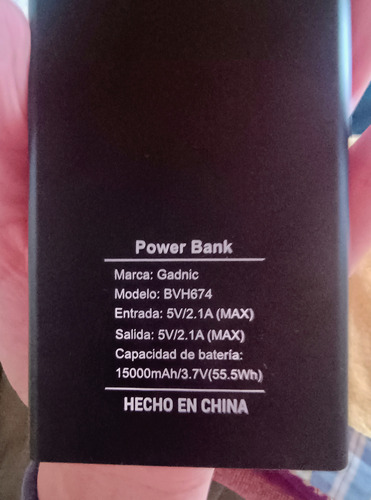 Power Bank
Marca: Gadnic
Modelo: BVH674
Entrada: 5V/2.1A (MAX)
Salida: 5V/2.1A (MAX)
Capacidad de batería:
15000mAh/3.7V(55.5Wh)
HECHO EN CHINA